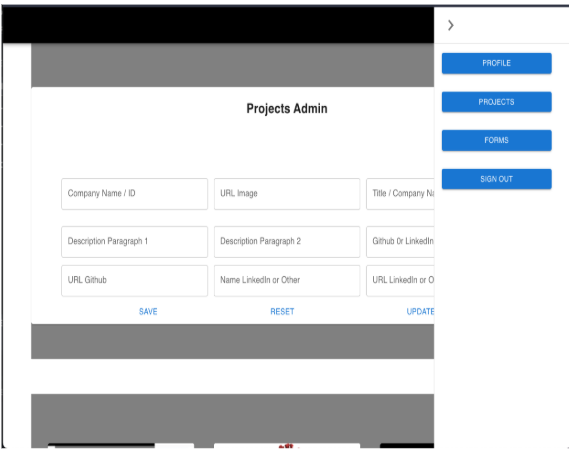 PROFILE
PROJECTS
FORMS
SIGN OUT
Projects Admin
Company Name / ID
URL Image
Title / Company Na
Description Paragraph 1
Description Paragraph 2
Github 0r LinkedIn
URL Github
Name LinkedIn or Other
URL LinkedIn or O
SAVE
RESET
UPDATE